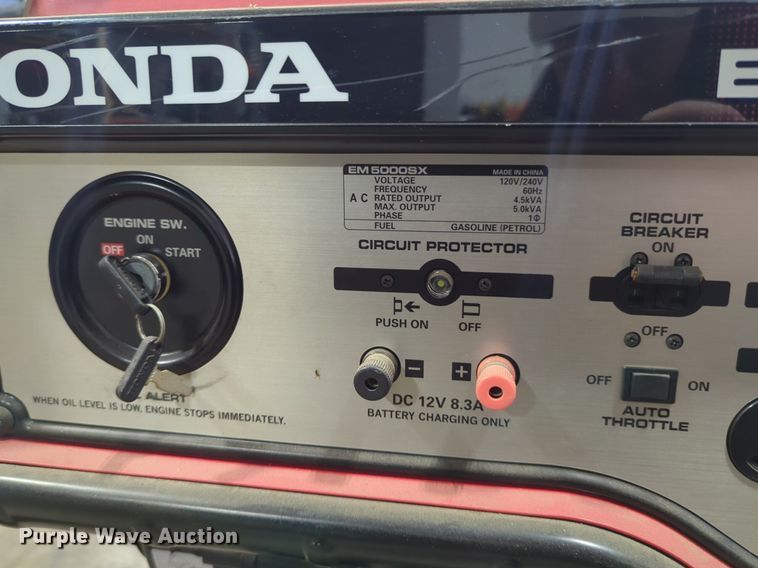 ONDA
E
EM5000SX MADE IN CHINA
VOLTAGE 120V/240V
FREQUENCY 60Hz
AC RATED OUTPUT 4.5kVA
MAX. OUTPUT 5.0kVA
PHASE 1Φ
FUEL GASOLINE (PETROL)
ENGINE SW.
ON
OFF START
CIRCUIT PROTECTOR
PUSH ON OFF
CIRCUIT
BREAKER
ON
OFF
OFF ON
AUTO
THROTTLE
− +
DC 12V 8.3A
BATTERY CHARGING ONLY
ALERT
WHEN OIL LEVEL IS LOW, ENGINE STOPS IMMEDIATELY.
Purple Wave Auction